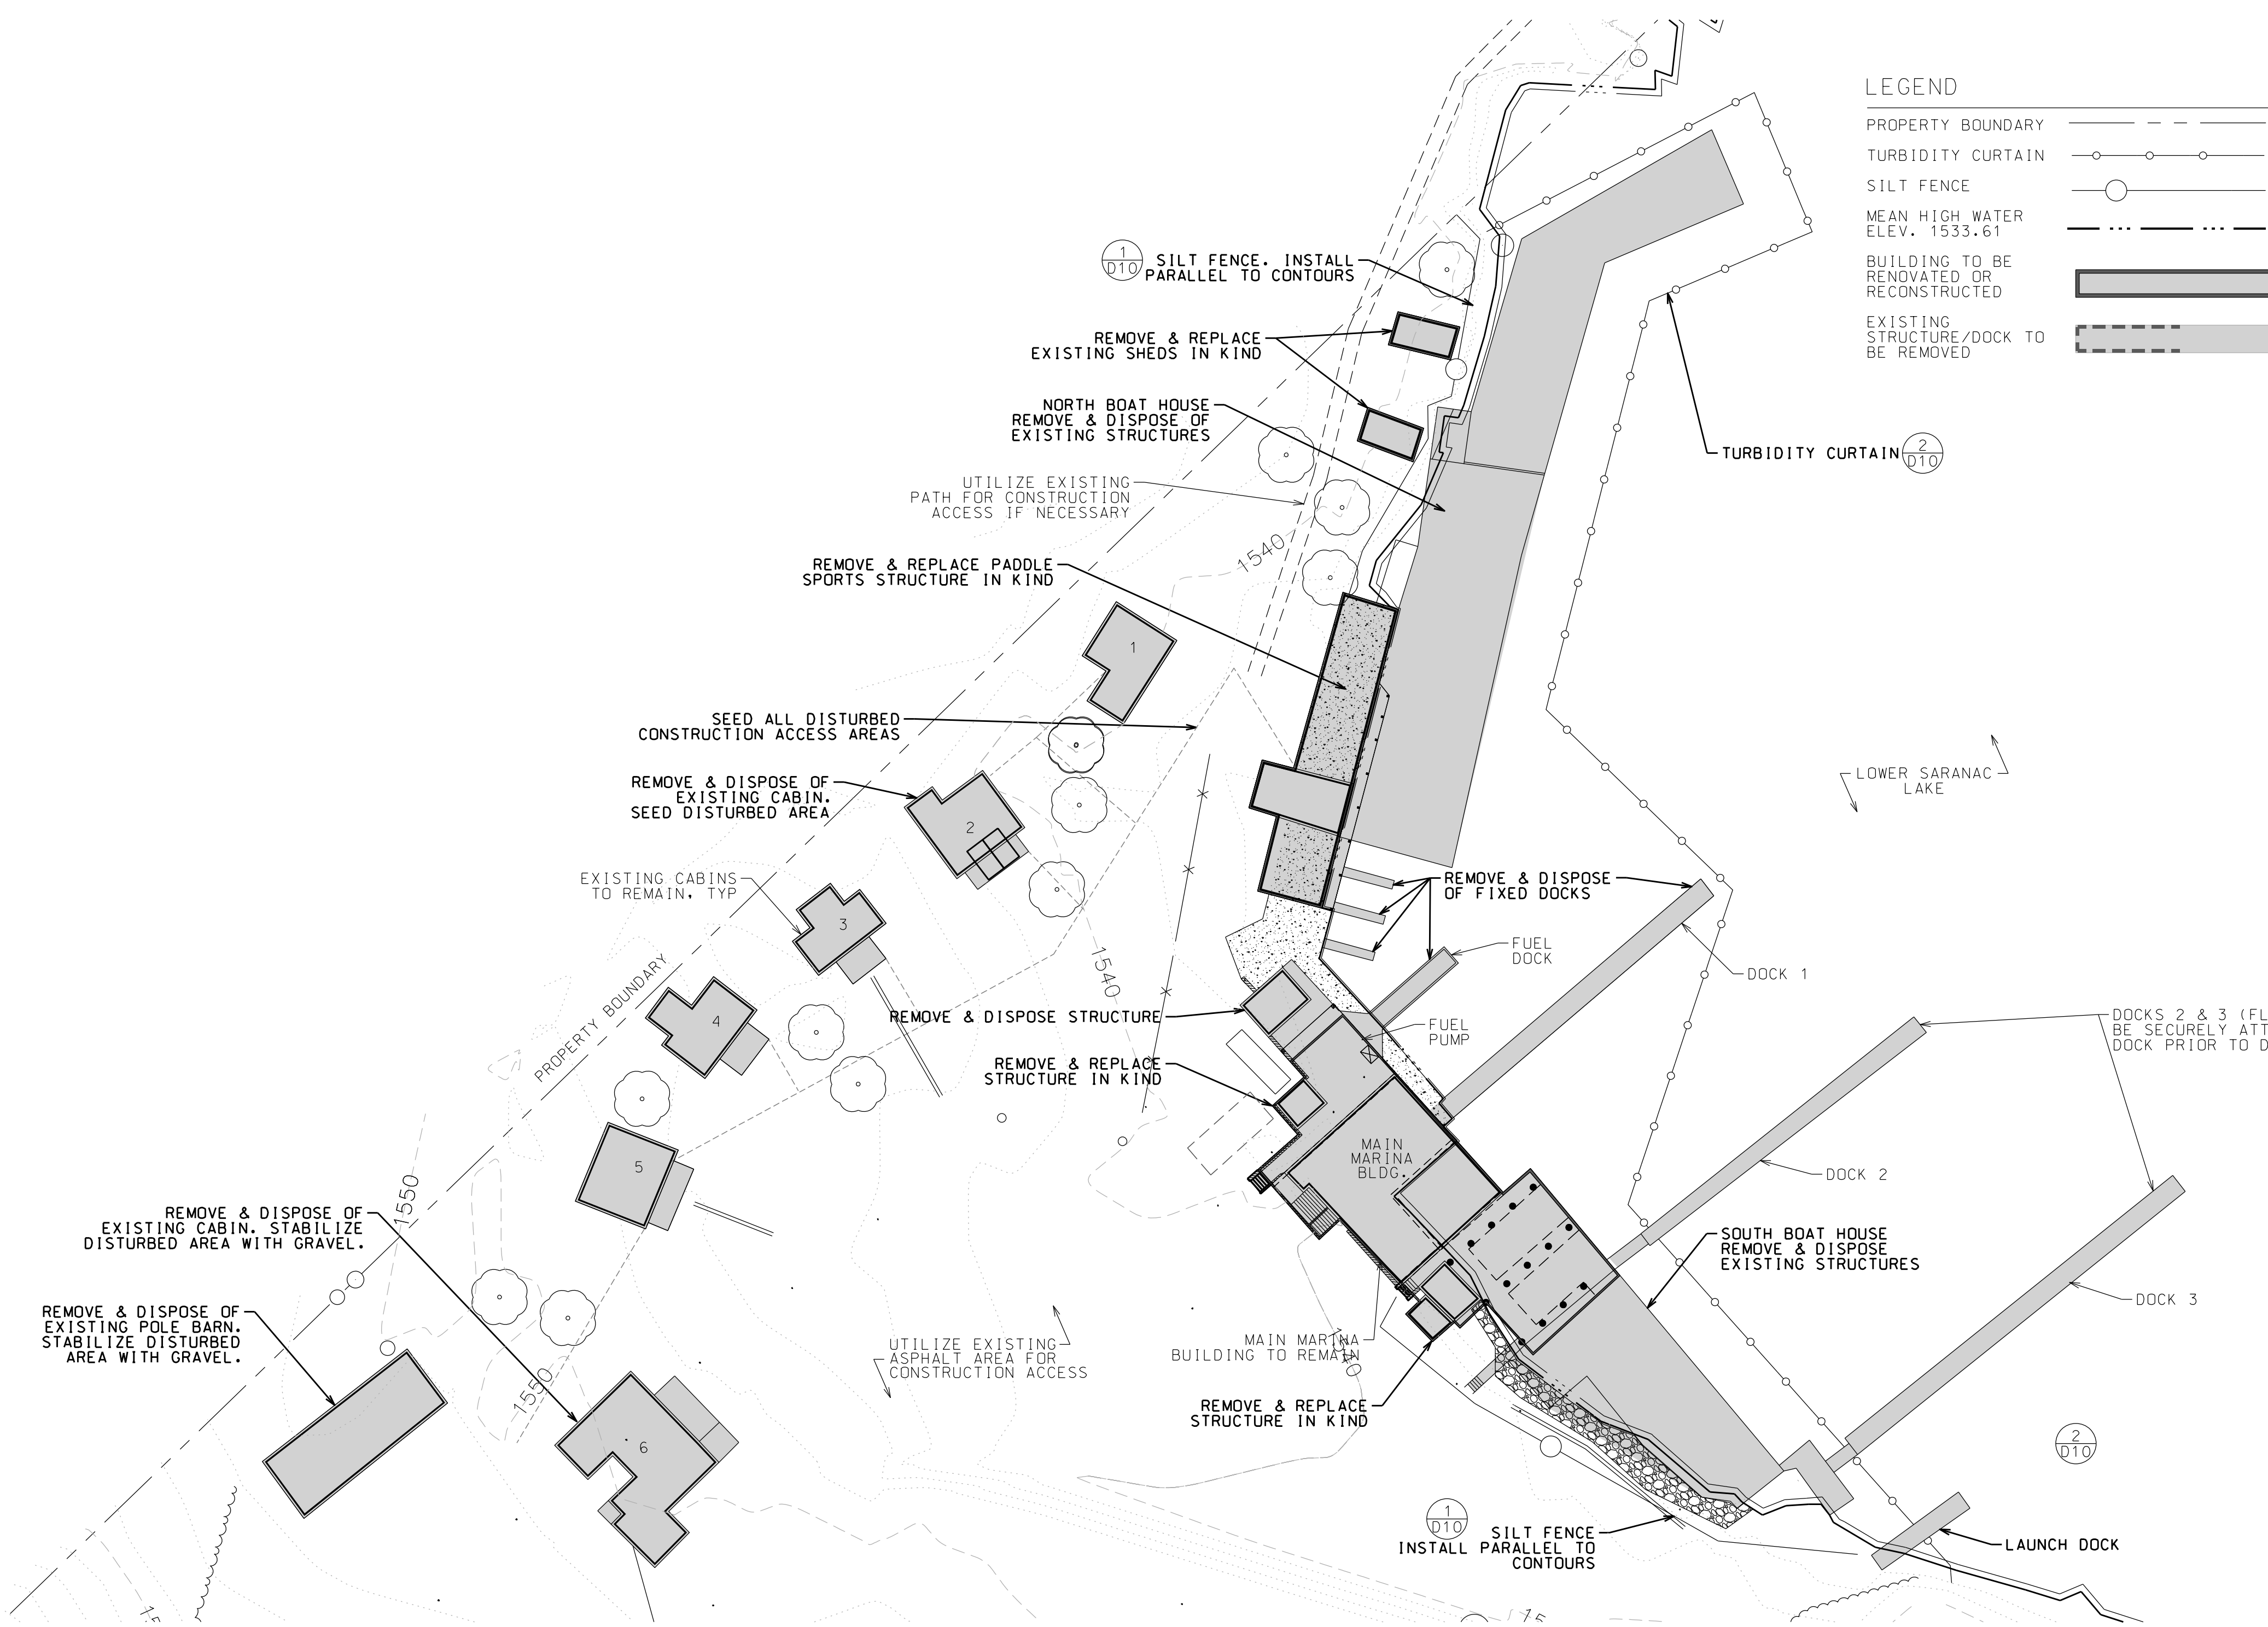 LEGEND
PROPERTY BOUNDARY
TURBIDITY CURTAIN
SILT FENCE
MEAN HIGH WATER
ELEV. 1533.61
BUILDING TO BE
RENOVATED OR
RECONSTRUCTED
EXISTING
STRUCTURE/DOCK TO
BE REMOVED
1
D10
SILT FENCE. INSTALL
PARALLEL TO CONTOURS
REMOVE & REPLACE
EXISTING SHEDS IN KIND
NORTH BOAT HOUSE
REMOVE & DISPOSE OF
EXISTING STRUCTURES
TURBIDITY CURTAIN
2
D10
UTILIZE EXISTING
PATH FOR CONSTRUCTION
ACCESS IF NECESSARY
1540
REMOVE & REPLACE PADDLE
SPORTS STRUCTURE IN KIND
1
SEED ALL DISTURBED
CONSTRUCTION ACCESS AREAS
REMOVE & DISPOSE OF
EXISTING CABIN.
SEED DISTURBED AREA
2
LOWER SARANAC
LAKE
EXISTING CABINS
TO REMAIN, TYP
3
REMOVE & DISPOSE
OF FIXED DOCKS
FUEL
DOCK
DOCK 1
1540
PROPERTY BOUNDARY
4
REMOVE & DISPOSE STRUCTURE
FUEL
PUMP
DOCKS 2 & 3 (FL
BE SECURELY ATT
DOCK PRIOR TO D
REMOVE & REPLACE
STRUCTURE IN KIND
MAIN
MARINA
BLDG.
5
DOCK 2
1550
REMOVE & DISPOSE OF
EXISTING CABIN. STABILIZE
DISTURBED AREA WITH GRAVEL.
SOUTH BOAT HOUSE
REMOVE & DISPOSE
EXISTING STRUCTURES
DOCK 3
REMOVE & DISPOSE OF
EXISTING POLE BARN.
STABILIZE DISTURBED
AREA WITH GRAVEL.
UTILIZE EXISTING
ASPHALT AREA FOR
CONSTRUCTION ACCESS
MAIN MARINA
BUILDING TO REMAIN
1540
1550
REMOVE & REPLACE
STRUCTURE IN KIND
6
2
D10
1
D10
SILT FENCE
INSTALL PARALLEL TO
CONTOURS
LAUNCH DOCK